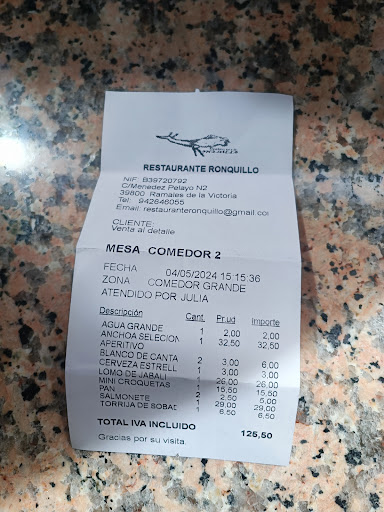 RESTAURANTE RONQUILLO
NIF: B39720792
C/Menedez Pelayo N2
39800 Ramales de la Victoria
Tel: 942646055
Email: restauranteronquillo@gmail.co
CLIENTE:
Venta al detalle
MESA COMEDOR 2
FECHA 04/05/2024 15:15:36
ZONA COMEDOR GRANDE
ATENDIDO POR JULIA
Descripción Cant. Pr.ud Importe
AGUA GRANDE 1 2,00 2,00
ANCHOA SELECION 1 32,50 32,50
APERITIVO
BLANCO DE CANTA 2 3,00 6,00
CERVEZA ESTRELL 1 3,00 3,00
LOMO DE JABALI 1 26,00 26,00
MINI CROQUETAS 1 15,50 15,50
PAN 2 2,50 5,00
SALMONETE 1 29,00 29,00
TORRIJA DE SOBAO 1 6,50 6,50
TOTAL IVA INCLUIDO 125,50
Gracias por su visita